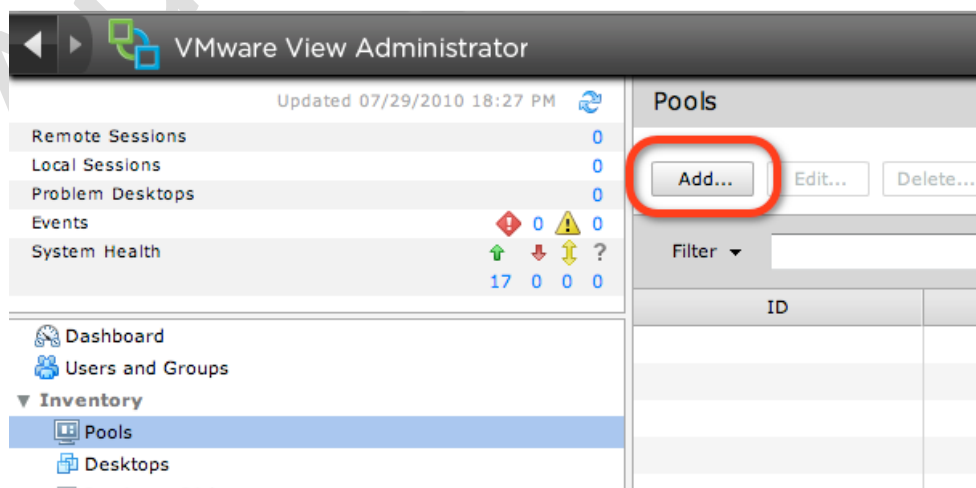 VMware View Administrator
Updated 07/29/2010 18:27 PM
Remote Sessions 0
Local Sessions 0
Problem Desktops 0
Events 0 0
System Health ?
17 0 0 0
Dashboard
Users and Groups
Inventory
Pools
Desktops
Pools
Add... Edit... Delete...
Filter
ID